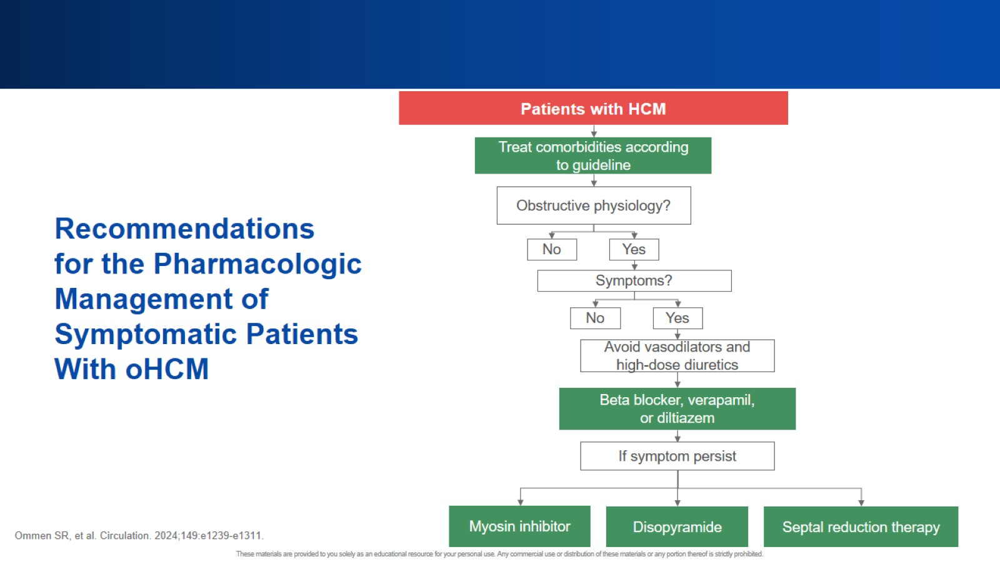 Patients with HCM
Treat comorbidities according
to guideline
Obstructive physiology?
No
Yes
Symptoms?
No
Yes
Avoid vasodilators and
high-dose diuretics
Beta blocker, verapamil,
or diltiazem
If symptom persist
Myosin inhibitor
Disopyramide
Septal reduction therapy
Recommendations
for the Pharmacologic
Management of
Symptomatic Patients
With oHCM
Ommen SR, et al. Circulation. 2024;149:e1239-e1311.
These materials are provided to you solely as an educational resource for your personal use. Any commercial use or distribution of these materials or any portion thereof is strictly prohibited.